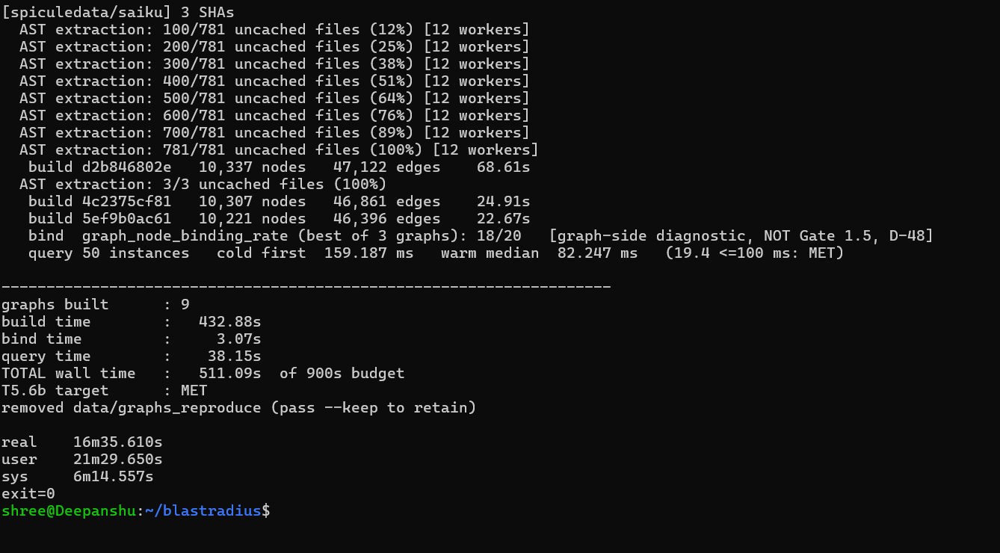 [spiculedata/saiku] 3 SHAs
  AST extraction: 100/781 uncached files (12%) [12 workers]
  AST extraction: 200/781 uncached files (25%) [12 workers]
  AST extraction: 300/781 uncached files (38%) [12 workers]
  AST extraction: 400/781 uncached files (51%) [12 workers]
  AST extraction: 500/781 uncached files (64%) [12 workers]
  AST extraction: 600/781 uncached files (76%) [12 workers]
  AST extraction: 700/781 uncached files (89%) [12 workers]
  AST extraction: 781/781 uncached files (100%) [12 workers]
   build d2b846802e   10,337 nodes   47,122 edges    68.61s
  AST extraction: 3/3 uncached files (100%)
   build 4c2375cf81   10,307 nodes   46,861 edges    24.91s
   build 5ef9b0ac61   10,221 nodes   46,396 edges    22.67s
   bind  graph_node_binding_rate (best of 3 graphs): 18/20   [graph-side diagnostic, NOT Gate 1.5, D-48]
   query 50 instances   cold first  159.187 ms   warm median  82.247 ms   (19.4 <=100 ms: MET)
--------------------------------------------------------------------
graphs built      : 9
build time        :   432.88s
bind time         :     3.07s
query time        :    38.15s
TOTAL wall time   :   511.09s  of 900s budget
T5.6b target      : MET
removed data/graphs_reproduce (pass --keep to retain)
real    16m35.610s
user    21m29.650s
sys     6m14.557s
exit=0
shree@Deepanshu:~/blastradius$